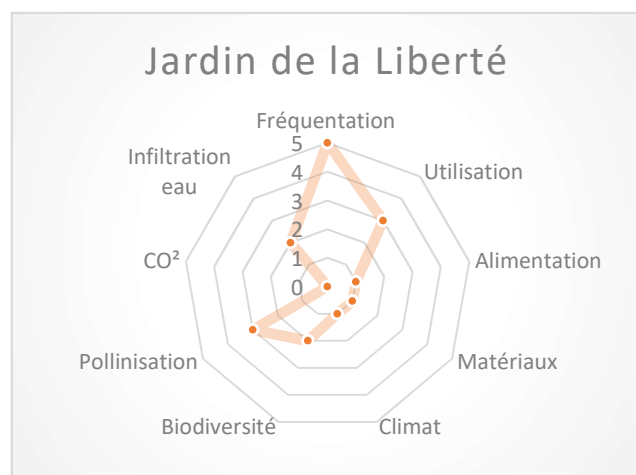 Jardin de la Liberté
Fréquentation
Utilisation
Alimentation
Matériaux
Climat
Biodiversité
Pollinisation
CO²
Infiltration
eau
5
4
3
2
1
0